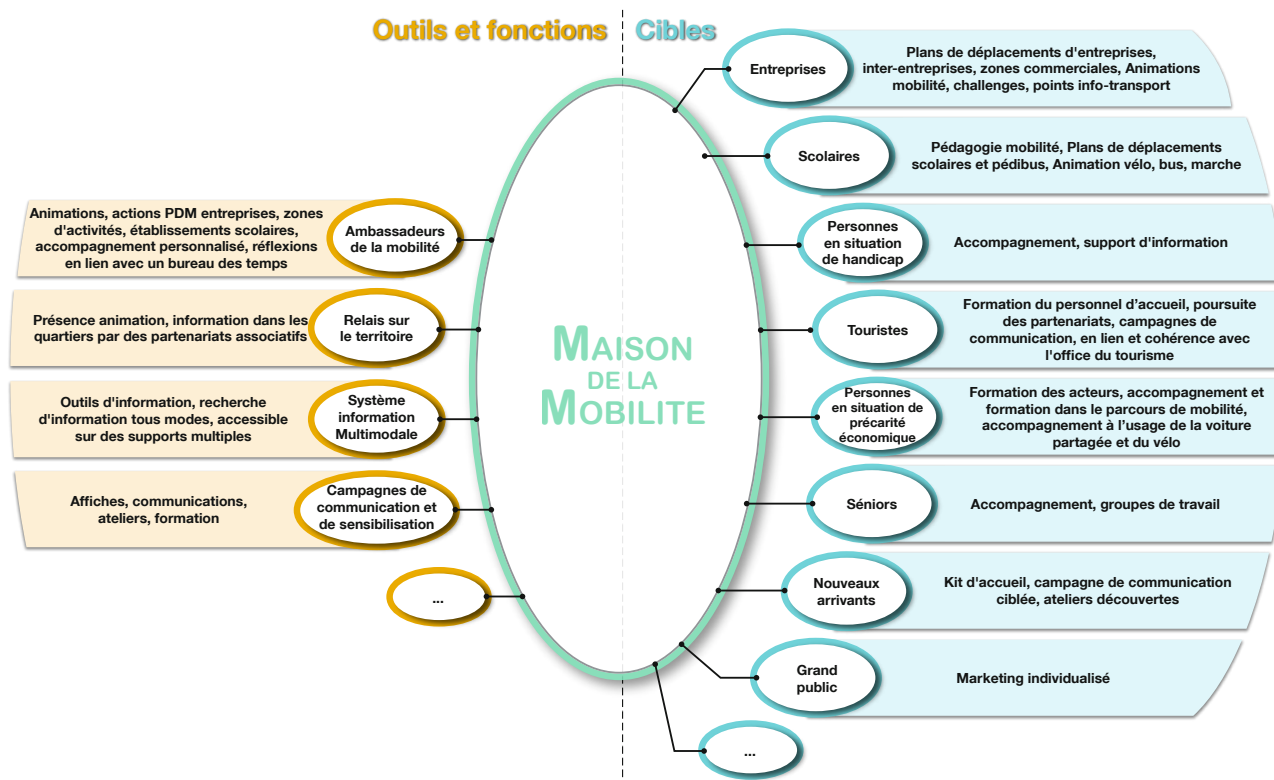 Outils et fonctions
Cibles
Ambassadeurs
de la mobilité
Animations, actions PDM entreprises, zones
d'activités, établissements scolaires,
accompagnement personnalisé, réflexions
en lien avec un bureau des temps
Relais sur
le territoire
Présence animation, information dans les
quartiers par des partenariats associatifs
Système
information
Multimodale
Outils d'information, recherche
d'information tous modes, accessible
sur des supports multiples
Campagnes de
communication et
de sensibilisation
Affiches, communications,
ateliers, formation
...
MAISON
DE LA
MOBILITE
Entreprises
Plans de déplacements d'entreprises,
inter-entreprises, zones commerciales, Animations
mobilité, challenges, points info-transport
Scolaires
Pédagogie mobilité, Plans de déplacements
scolaires et pédibus, Animation vélo, bus, marche
Personnes
en situation
de handicap
Accompagnement, support d'information
Touristes
Formation du personnel d’accueil, poursuite
des partenariats, campagnes de
communication, en lien et cohérence avec
l'office du tourisme
Personnes
en situation de
précarité
économique
Formation des acteurs, accompagnement et
formation dans le parcours de mobilité,
accompagnement à l’usage de la voiture
partagée et du vélo
Séniors
Accompagnement, groupes de travail
Nouveaux
arrivants
Kit d'accueil, campagne de communication
ciblée, ateliers découvertes
Grand
public
Marketing individualisé
...